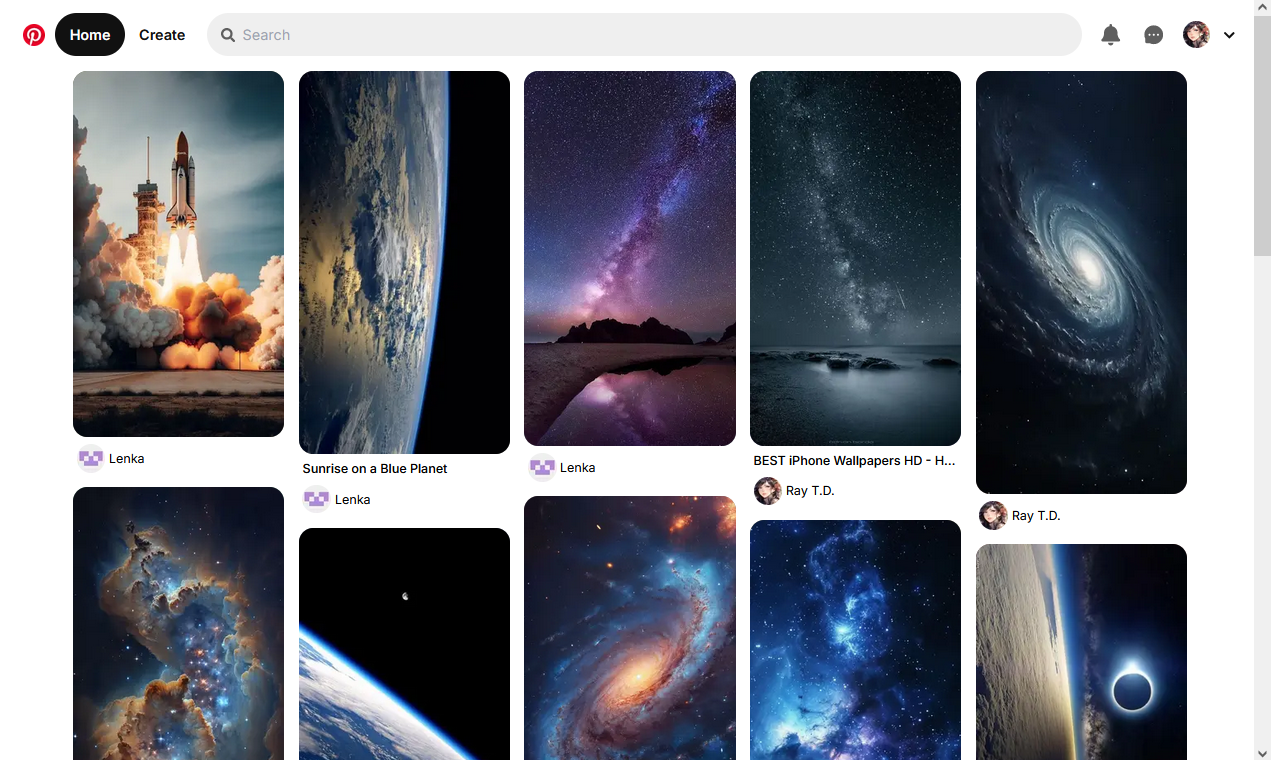 Home
Create
Search
Lenka
Sunrise on a Blue Planet
Lenka
Lenka
BEST iPhone Wallpapers HD - H...
Ray T.D.
Ray T.D.